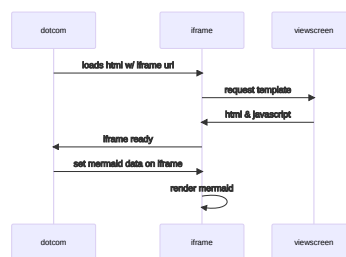 dotcom iframe viewscreen
loads html w/ iframe url
request template
html & javascript
iframe ready
set mermaid data on iframe
render mermaid
dotcom iframe viewscreen